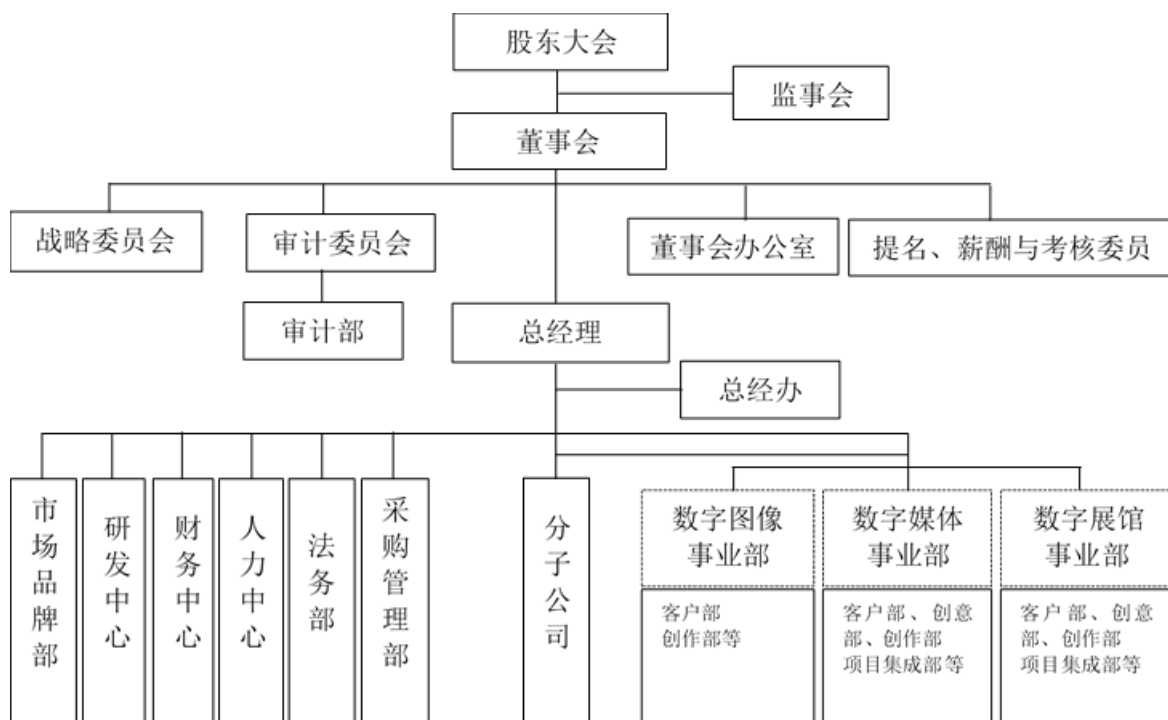 股东大会
监事会
董事会
战略委员会
审计委员会
董事会办公室
提名、薪酬与考核委员
审计部
总经理
总经办
市场品牌部
研发中心
财务中心
人力中心
法务部
采购管理部
分子公司
数字图像
事业部
数字媒体
事业部
数字展馆
事业部
客户部
创作部等
客户部、创意
部、创作部
项目集成部等
客户部、创意
部、创作部
项目集成部等